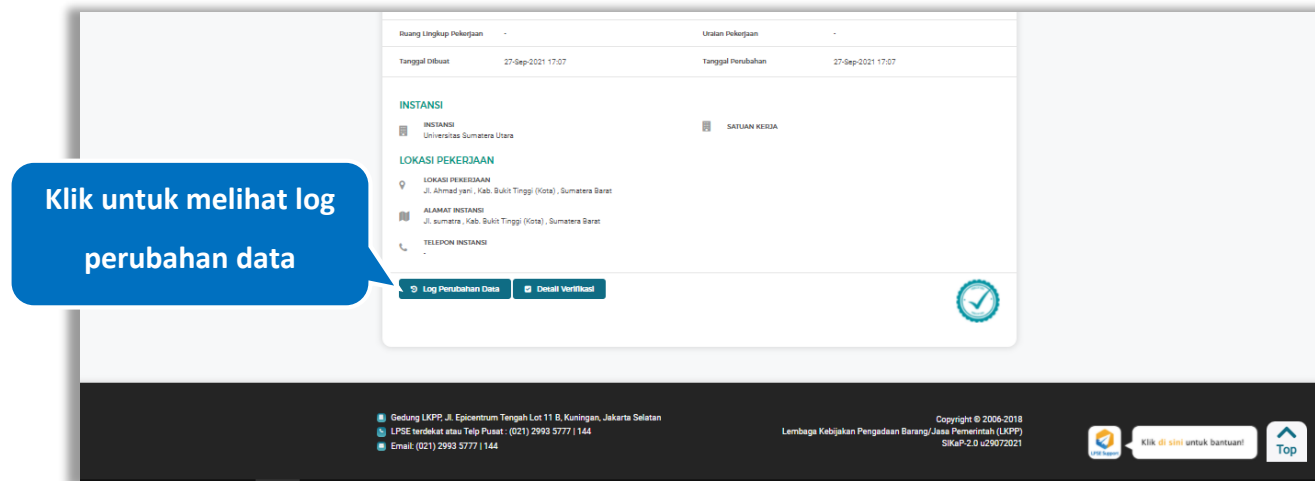 Ruang Lingkup Pekerjaan - Uraian Pekerjaan -
Tanggal Dibuat 27-Sep-2021 17:07 Tanggal Perubahan 27-Sep-2021 17:07
INSTANSI
INSTANSI
Universitas Sumatera Utara
SATUAN KERJA
LOKASI PEKERJAAN
LOKASI PEKERJAAN
Jl. Ahmad yani , Kab. Bukit Tinggi (Kota) , Sumatera Barat
ALAMAT INSTANSI
Jl. sumatra , Kab. Bukit Tinggi (Kota) , Sumatera Barat
TELEPON INSTANSI
-
Klik untuk melihat log
perubahan data
Log Perubahan Data Detail Verifikasi
Gedung LKPP, Jl. Epicentrum Tengah Lot 11 B, Kuningan, Jakarta Selatan
LPSE terdekat atau Telp Pusat : (021) 2993 5777 | 144
Email: (021) 2993 5777 | 144
Copyright © 2006-2018
Lembaga Kebijakan Pengadaan Barang/Jasa Pemerintah (LKPP)
SIKaP-2.0 u29072021
LPSE Support
Klik di sini untuk bantuan!
Top